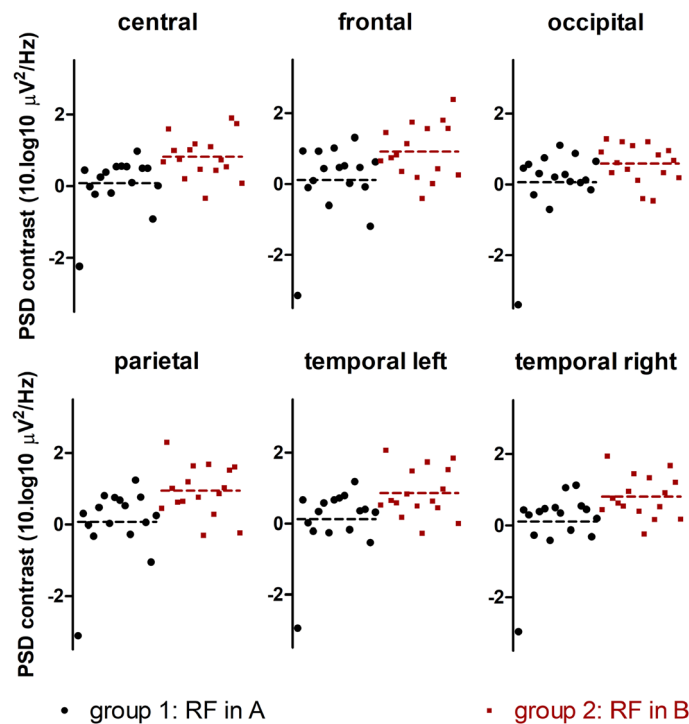 central frontal occipital
PSD contrast (10.log10 µV²/Hz)
2 2 2
0 0 0
-2 -2 -2
parietal temporal left temporal right
PSD contrast (10.log10 µV²/Hz)
2 2 2
0 0 0
-2 -2 -2
group 1: RF in A group 2: RF in B